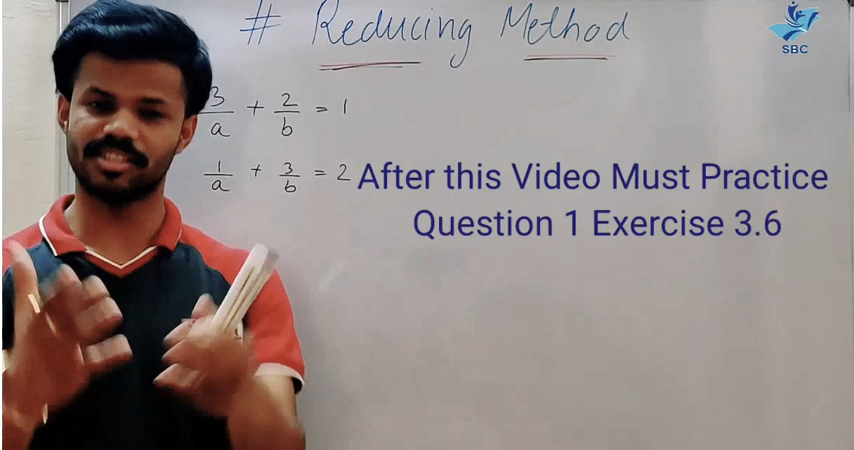 # Reducing Method
SBC
3/a + 2/b = 1
1/a + 3/b = 2
After this Video Must Practice
Question 1 Exercise 3.6